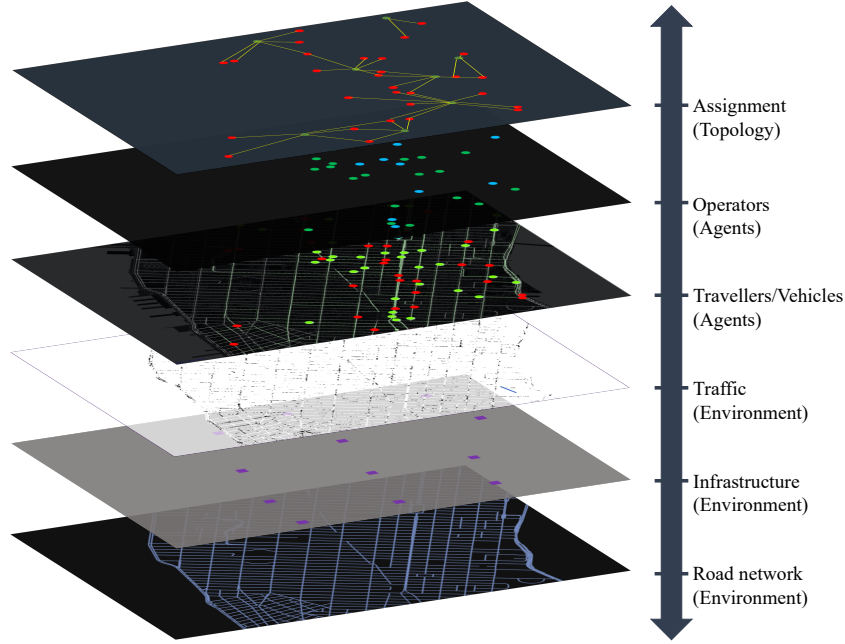 Assignment
(Topology)
Operators
(Agents)
Travellers/Vehicles
(Agents)
Traffic
(Environment)
Infrastructure
(Environment)
Road network
(Environment)